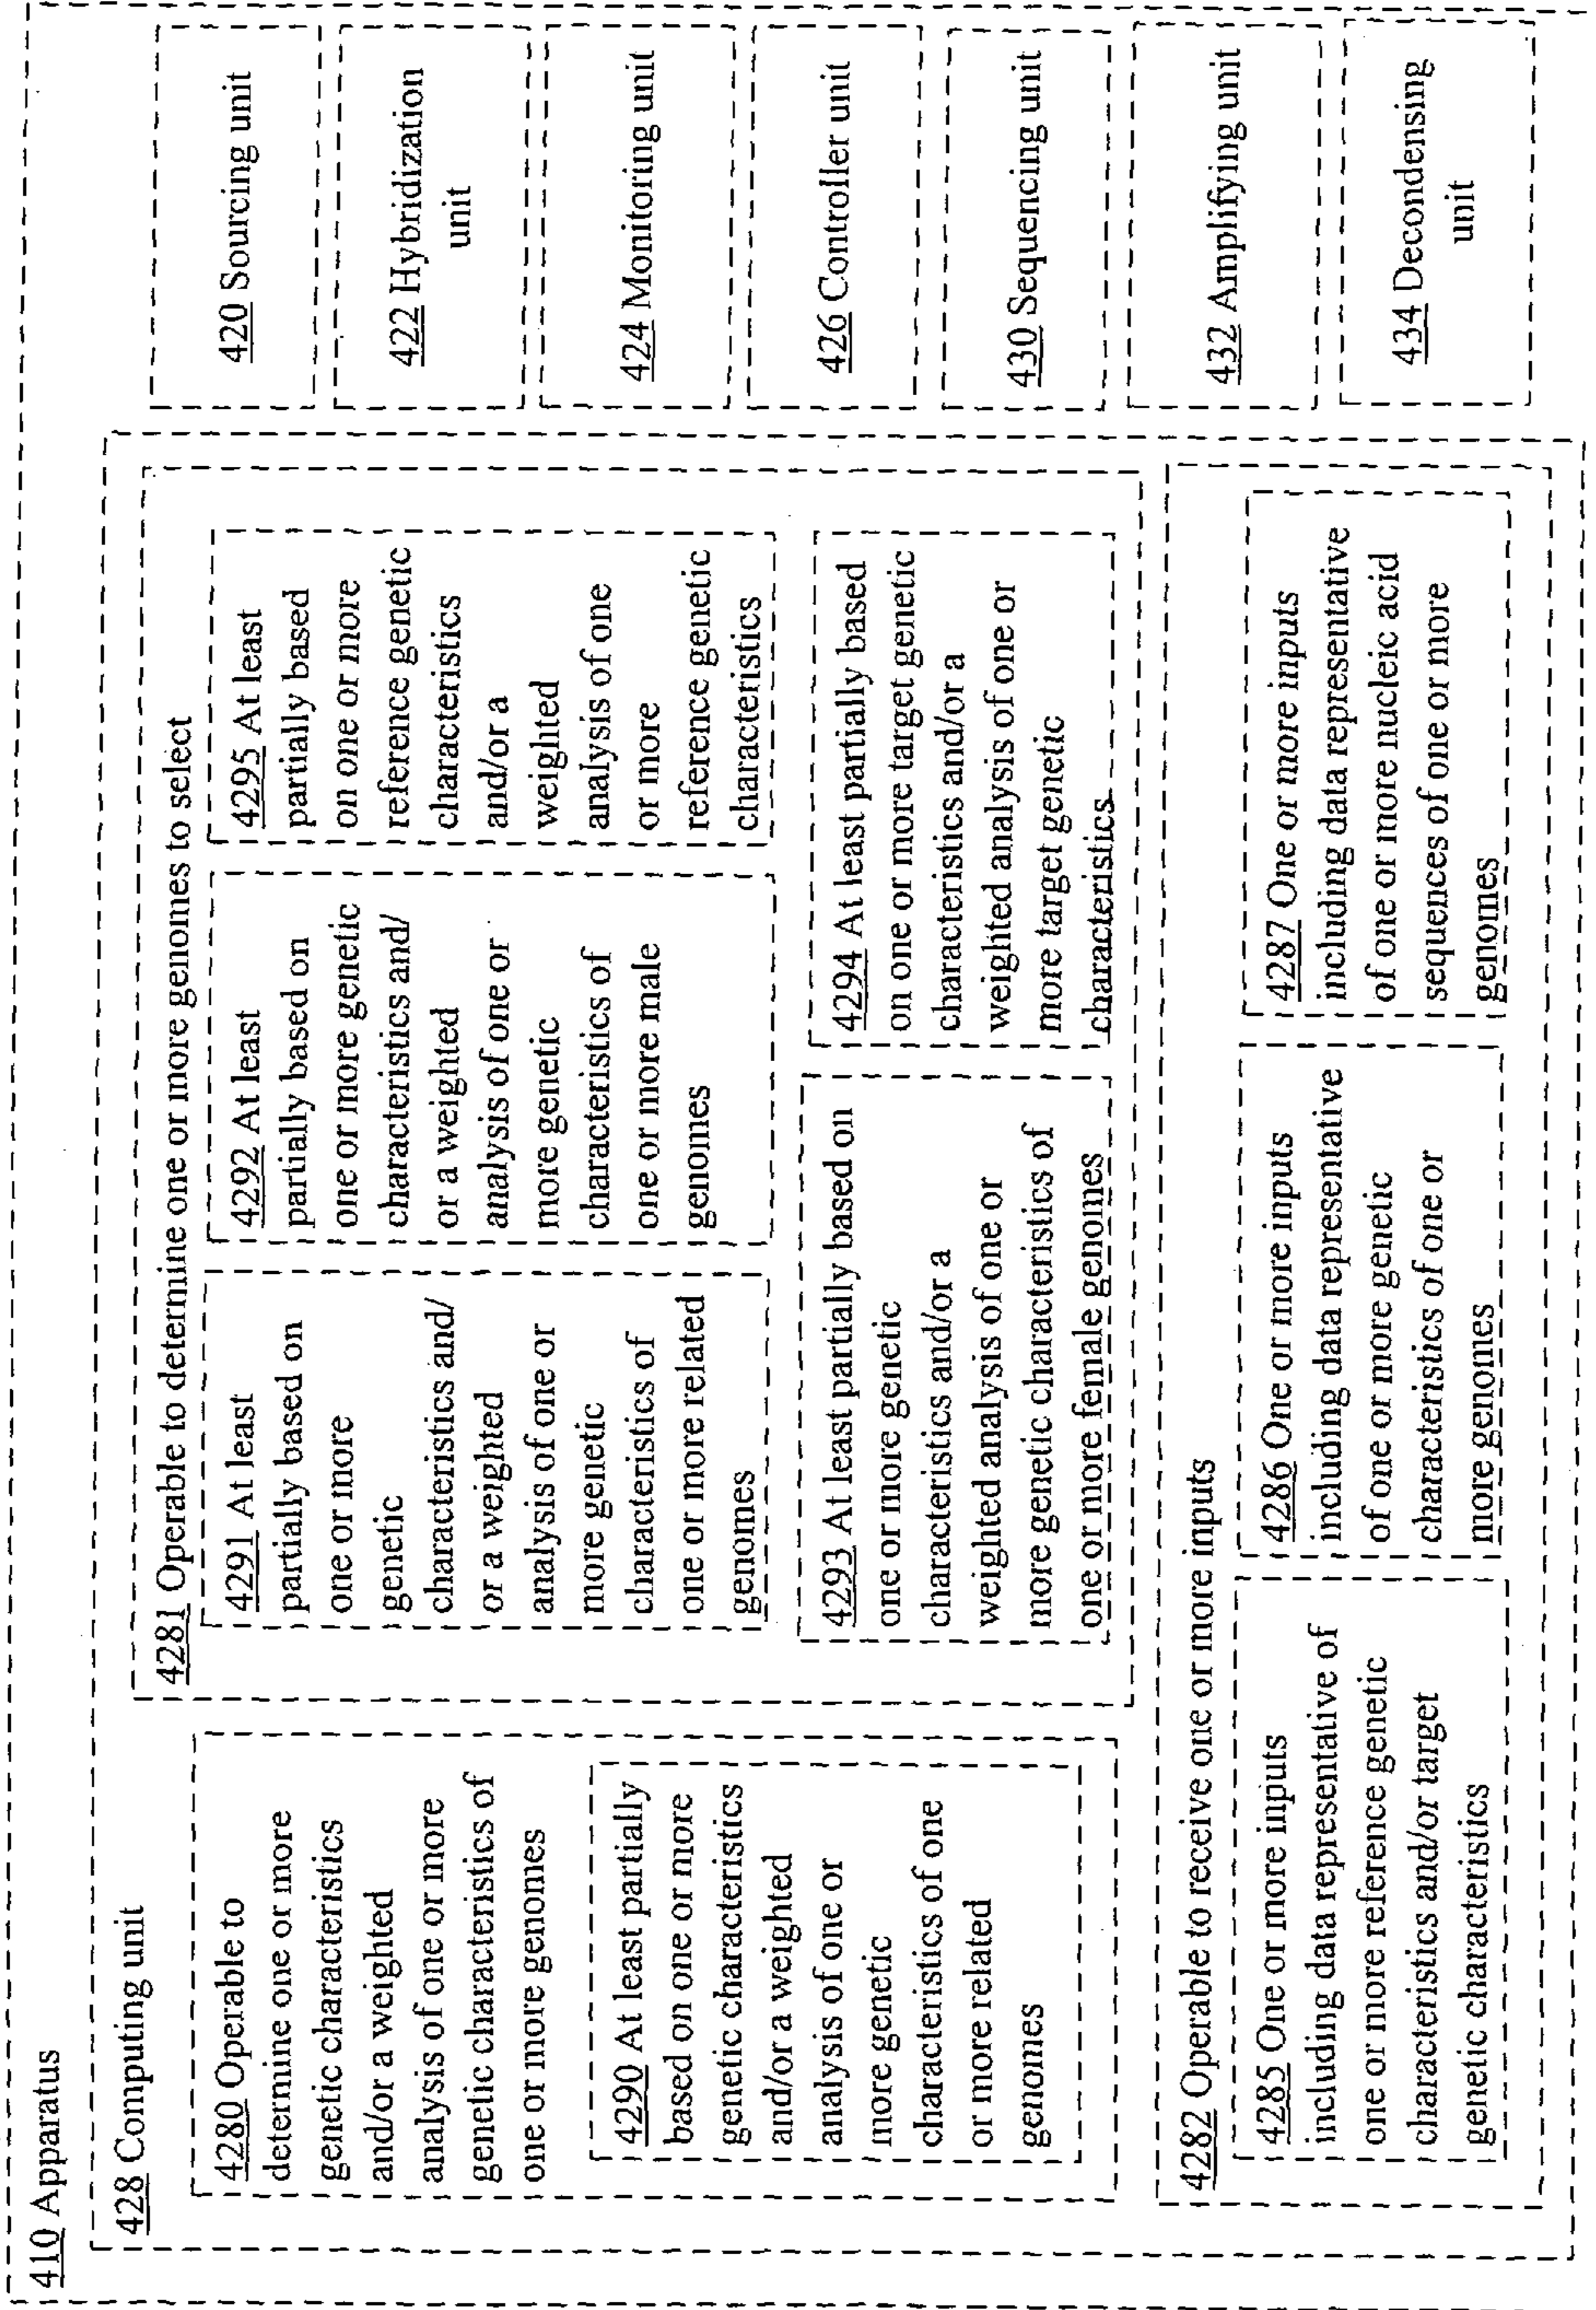 410 Apparatus
428 Computing unit
4280 Operable to
determine one or more
genetic characteristics
and/or a weighted
analysis of one or more
genetic characteristics of
one or more genomes
4290 At least partially
based on one or more
genetic characteristics
and/or a weighted
analysis of one or
more genetic
characteristics of one
or more related
genomes
4281 Operable to determine one or more genomes to select
4291 At least
partially based on
one or more
genetic
characteristics and/
or a weighted
analysis of one or
more genetic
characteristics of
one or more related
genomes
4292 At least
partially based on
one or more genetic
characteristics and/
or a weighted
analysis of one or
more genetic
characteristics of
one or more male
genomes
4295 At least
partially based
on one or more
reference genetic
characteristics
and/or a
weighted
analysis of one
or more
reference genetic
characteristics
4293 At least partially based on
one or more genetic
characteristics and/or a
weighted analysis of one or
more genetic characteristics of
one or more female genomes
4294 At least partially based
on one or more target genetic
characteristics and/or a
weighted analysis of one or
more target genetic
characteristics
4282 Operable to receive one or more inputs
4285 One or more inputs
including data representative of
one or more reference genetic
characteristics and/or target
genetic characteristics
4286 One or more inputs
including data representative
of one or more genetic
characteristics of one or
more genomes
4287 One or more inputs
including data representative
of one or more nucleic acid
sequences of one or more
genomes
420 Sourcing unit
422 Hybridization
unit
424 Monitoring unit
426 Controller unit
430 Sequencing unit
432 Amplifying unit
434 Decondensing
unit